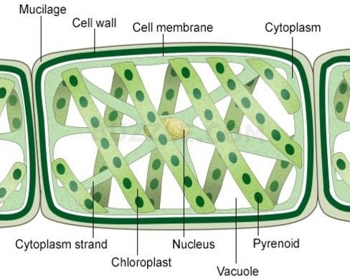 Mucilage
Cell wall
Cell membrane
Cytoplasm
Cytoplasm strand
Chloroplast
Nucleus
Vacuole
Pyrenoid